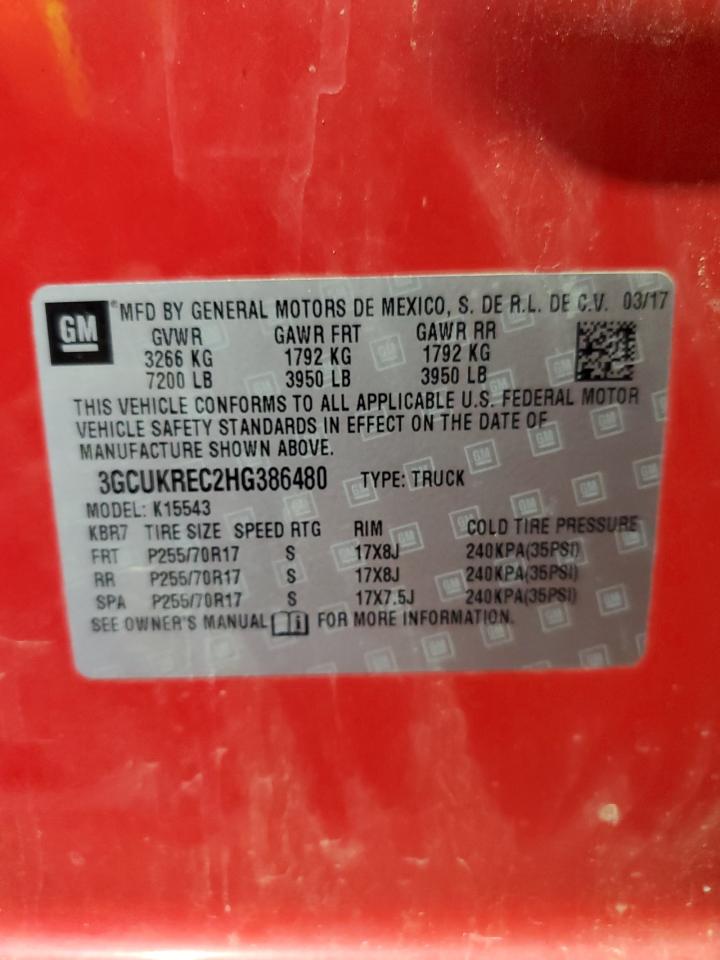 GM ® MFD BY GENERAL MOTORS DE MEXICO, S. DE R.L. DE C.V. 03/17
GVWR GAWR FRT GAWR RR
3266 KG 1792 KG 1792 KG
7200 LB 3950 LB 3950 LB
THIS VEHICLE CONFORMS TO ALL APPLICABLE U.S. FEDERAL MOTOR
VEHICLE SAFETY STANDARDS IN EFFECT ON THE DATE OF
MANUFACTURE SHOWN ABOVE.
3GCUKREC2HG386480 TYPE: TRUCK
MODEL: K15543
KBR7 TIRE SIZE SPEED RTG RIM COLD TIRE PRESSURE
FRT P255/70R17 S 17X8J 240KPA(35PSI)
RR P255/70R17 S 17X8J 240KPA(35PSI)
SPA P255/70R17 S 17X7.5J 240KPA(35PSI)
SEE OWNER'S MANUAL FOR MORE INFORMATION.